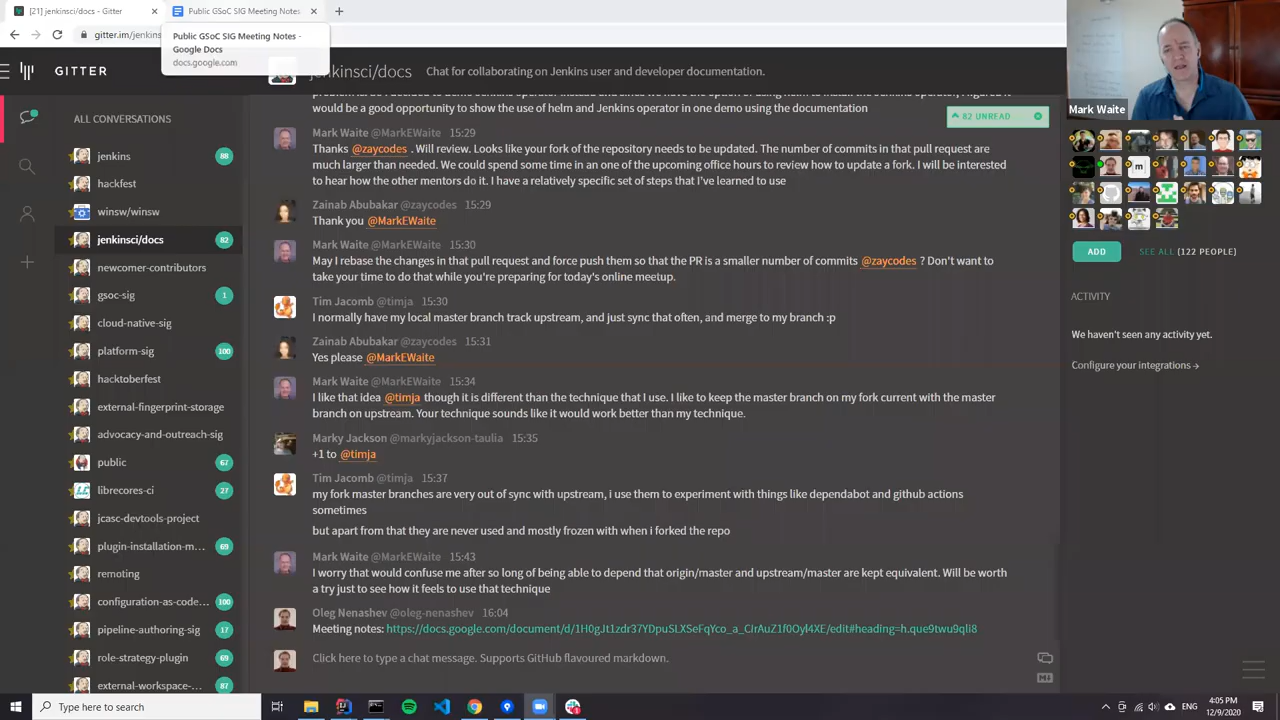 [21] jenkinsci/docs - Gitter
Public GSoC SIG Meeting Notes
gitter.im/jenkins
Public GSoC SIG Meeting Notes -
Google Docs
docs.google.com
GITTER
jenkinsci/docs
Chat for collaborating on Jenkins user and developer documentation.
Mark Waite
ALL CONVERSATIONS
jenkins 88
hackfest
winsw/winsw
jenkinsci/docs 82
newcomer-contributors
gsoc-sig 1
cloud-native-sig
platform-sig 100
hacktoberfest
external-fingerprint-storage
advocacy-and-outreach-sig
public 67
librecores-ci 27
jcasc-devtools-project
plugin-installation-m... 69
remoting
configuration-as-code... 100
pipeline-authoring-sig 17
role-strategy-plugin 69
external-workspace-... 87
would be a good opportunity to show the use of helm and Jenkins operator in one demo using the documentation
82 UNREAD
Mark Waite @MarkEWaite 15:29
Thanks @zaycodes . Will review. Looks like your fork of the repository needs to be updated. The number of commits in that pull request are
much larger than needed. We could spend some time in an one of the upcoming office hours to review how to update a fork. I will be interested
to hear how the other mentors do it. I have a relatively specific set of steps that I've learned to use
Zainab Abubakar @zaycodes 15:29
Thank you @MarkEWaite
Mark Waite @MarkEWaite 15:30
May I rebase the changes in that pull request and force push them so that the PR is a smaller number of commits @zaycodes ? Don't want to
take your time to do that while you're preparing for today's online meetup.
Tim Jacomb @timja 15:30
I normally have my local master branch track upstream, and just sync that often, and merge to my branch :p
Zainab Abubakar @zaycodes 15:31
Yes please @MarkEWaite
Mark Waite @MarkEWaite 15:34
I like that idea @timja though it is different than the technique that I use. I like to keep the master branch on my fork current with the master
branch on upstream. Your technique sounds like it would work better than my technique.
Marky Jackson @markyjackson-taulia 15:35
+1 to @timja
Tim Jacomb @timja 15:37
my fork master branches are very out of sync with upstream, i use them to experiment with things like dependabot and github actions
sometimes
but apart from that they are never used and mostly frozen with when i forked the repo
Mark Waite @MarkEWaite 15:43
I worry that would confuse me after so long of being able to depend that origin/master and upstream/master are kept equivalent. Will be worth
a try just to see how it feels to use that technique
Oleg Nenashev @oleg-nenashev 16:04
Meeting notes:
Click here to type a chat message. Supports GitHub flavoured markdown.
ADD
SEE ALL (122 PEOPLE)
ACTIVITY
We haven't seen any activity yet.
Configure your integrations →
Type here to search
ENG
4:05 PM
12/9/2020